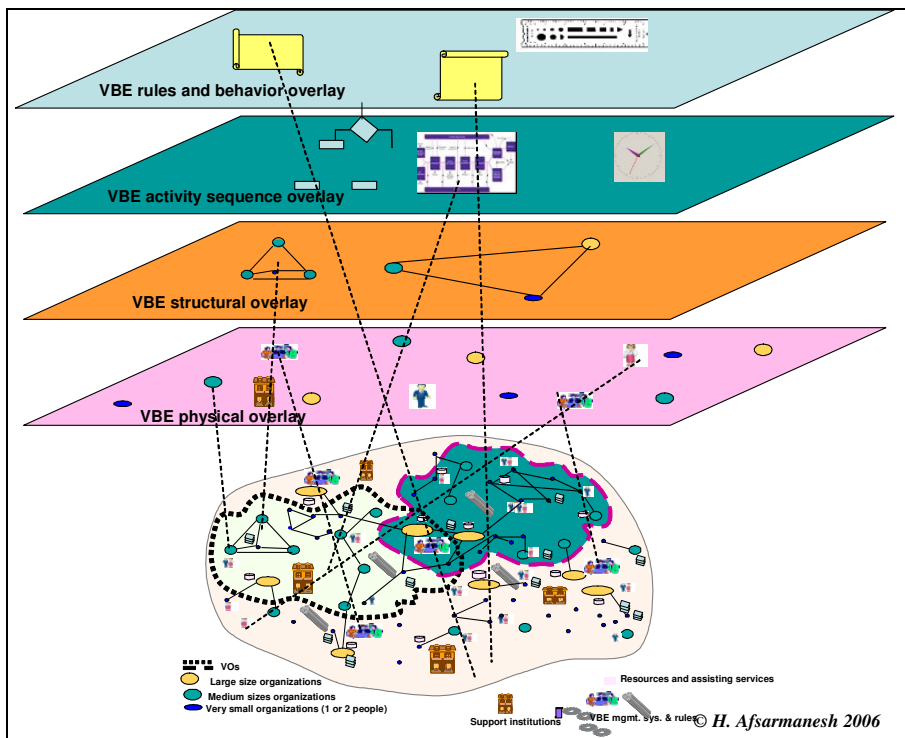 VBE rules and behavior overlay
VBE activity sequence overlay
VBE structural overlay
VBE physical overlay
VOs
Large size organizations
Medium sizes organizations
Very small organizations (1 or 2 people)
Resources and assisting services
Support institutions
VBE mgmt. sys. & rules
© H. Afsarmanesh 2006